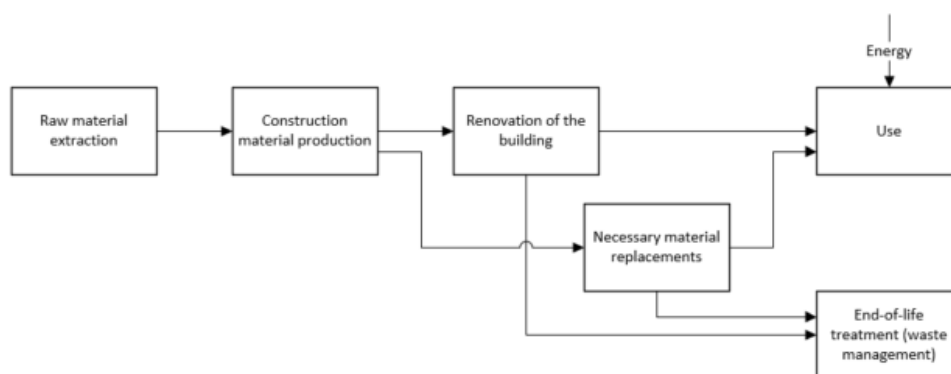 Energy
Raw material
extraction
Construction
material production
Renovation of the
building
Use
Necessary material
replacements
End-of-life
treatment (waste
management)